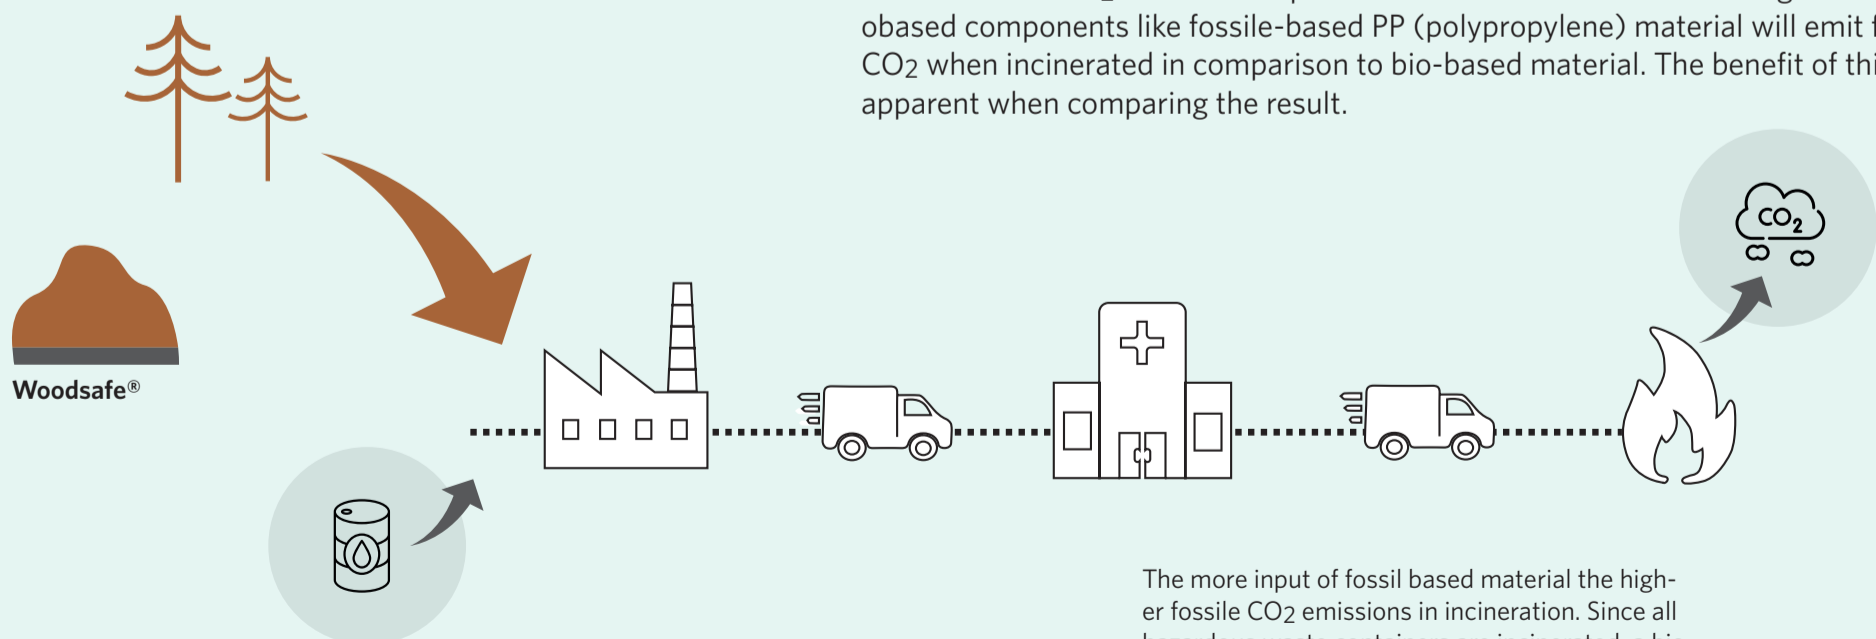 obased components like fossile-based PP (polypropylene) material will emit
CO2 when incinerated in comparison to bio-based material. The benefit of
apparent when comparing the result.
CO2
Woodsafe®
The more input of fossil based material the high-
er fossile CO2 emissions in incineration. Since all